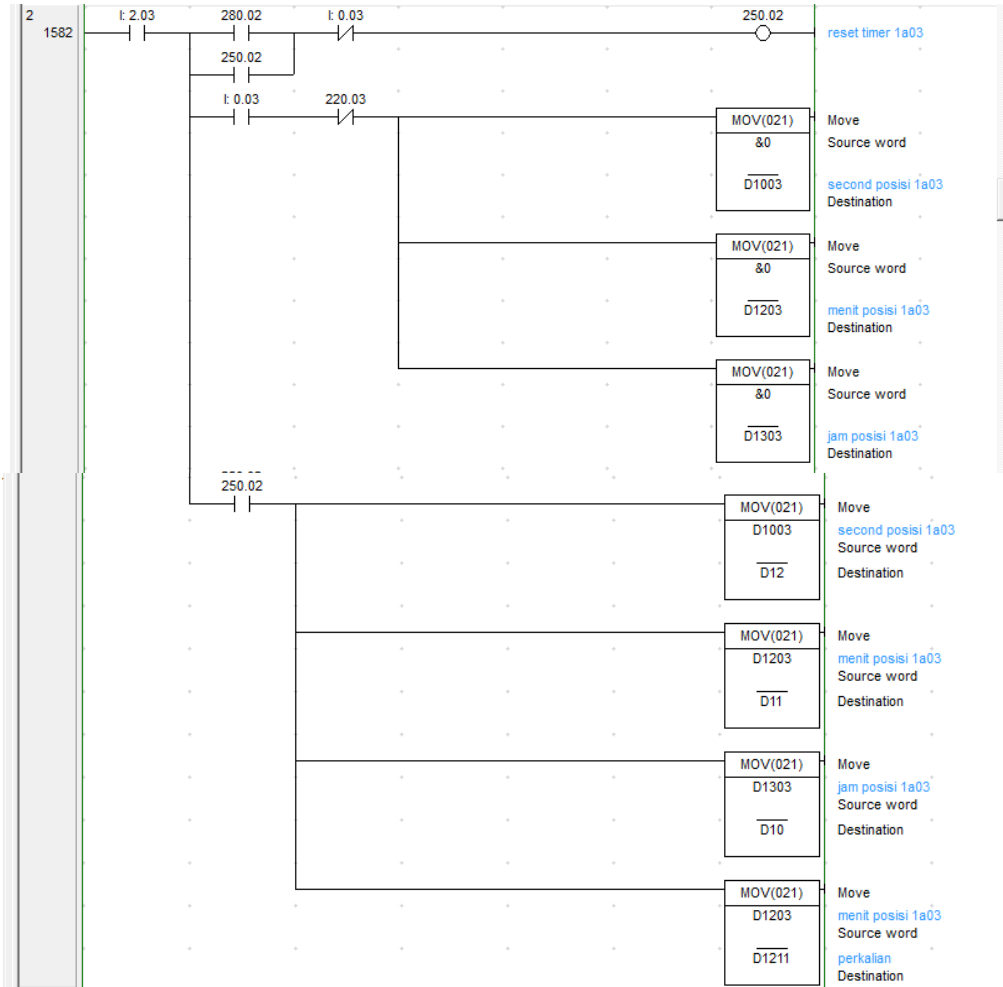 2
1582
I: 2.03 280.02 I: 0.03 250.02
reset timer 1a03
250.02
I: 0.03 220.03
MOV(021) Move
&0 Source word
D1003 second posisi 1a03
Destination
MOV(021) Move
&0 Source word
D1203 menit posisi 1a03
Destination
MOV(021) Move
&0 Source word
D1303 jam posisi 1a03
Destination
250.02
MOV(021) Move
D1003 second posisi 1a03
Source word
D12 Destination
MOV(021) Move
D1203 menit posisi 1a03
Source word
D11 Destination
MOV(021) Move
D1303 jam posisi 1a03
Source word
D10 Destination
MOV(021) Move
D1203 menit posisi 1a03
Source word
D1211 perkalian
Destination